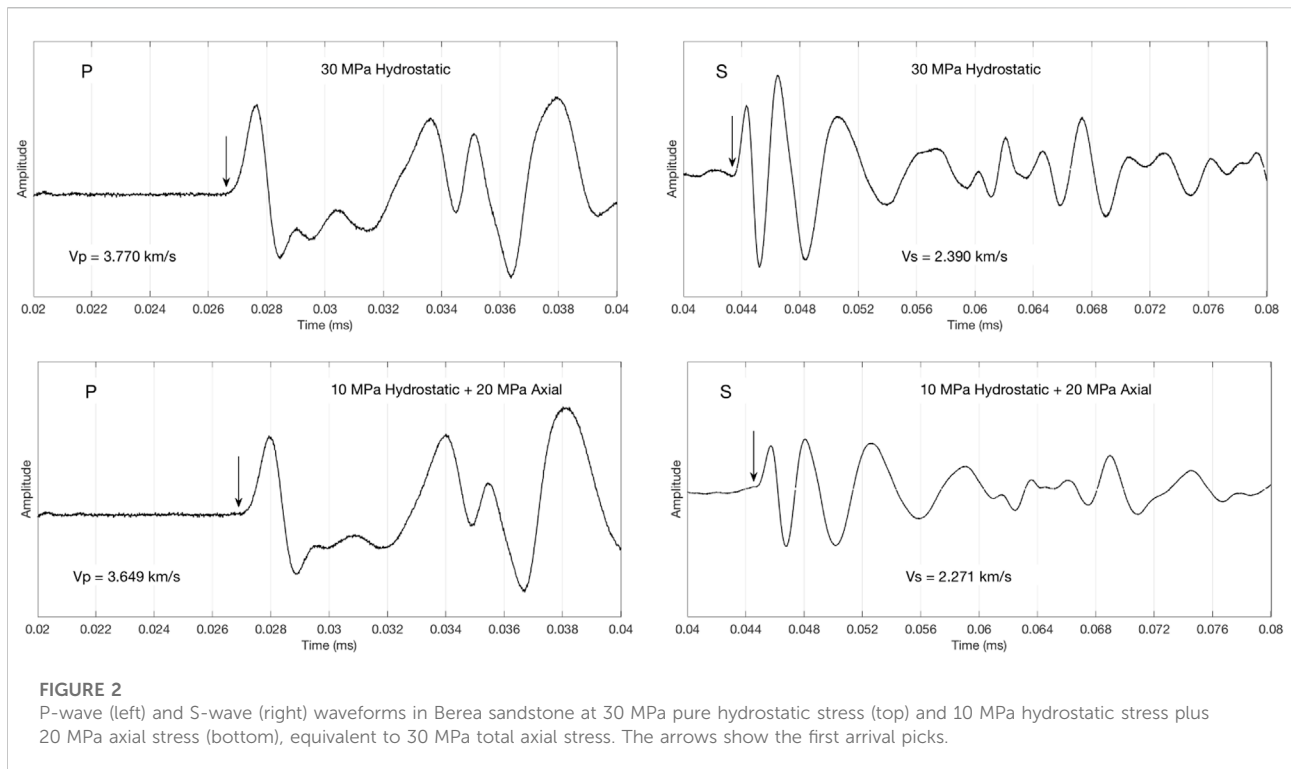 P
30 MPa Hydrostatic
Amplitude
Vp = 3.770 km/s
0.02 0.022 0.024 0.026 0.028 0.03 0.032 0.034 0.036 0.038 0.04
Time (ms)
S
30 MPa Hydrostatic
Amplitude
Vs = 2.390 km/s
0.04 0.044 0.048 0.052 0.056 0.06 0.064 0.068 0.072 0.076 0.08
Time (ms)
P
10 MPa Hydrostatic + 20 MPa Axial
Amplitude
Vp = 3.649 km/s
0.02 0.022 0.024 0.026 0.028 0.03 0.032 0.034 0.036 0.038 0.04
Time (ms)
S
10 MPa Hydrostatic + 20 MPa Axial
Amplitude
Vs = 2.271 km/s
0.04 0.044 0.048 0.052 0.056 0.06 0.064 0.068 0.072 0.076 0.08
Time (ms)
FIGURE 2
P-wave (left) and S-wave (right) waveforms in Berea sandstone at 30 MPa pure hydrostatic stress (top) and 10 MPa hydrostatic stress plus
20 MPa axial stress (bottom), equivalent to 30 MPa total axial stress. The arrows show the first arrival picks.